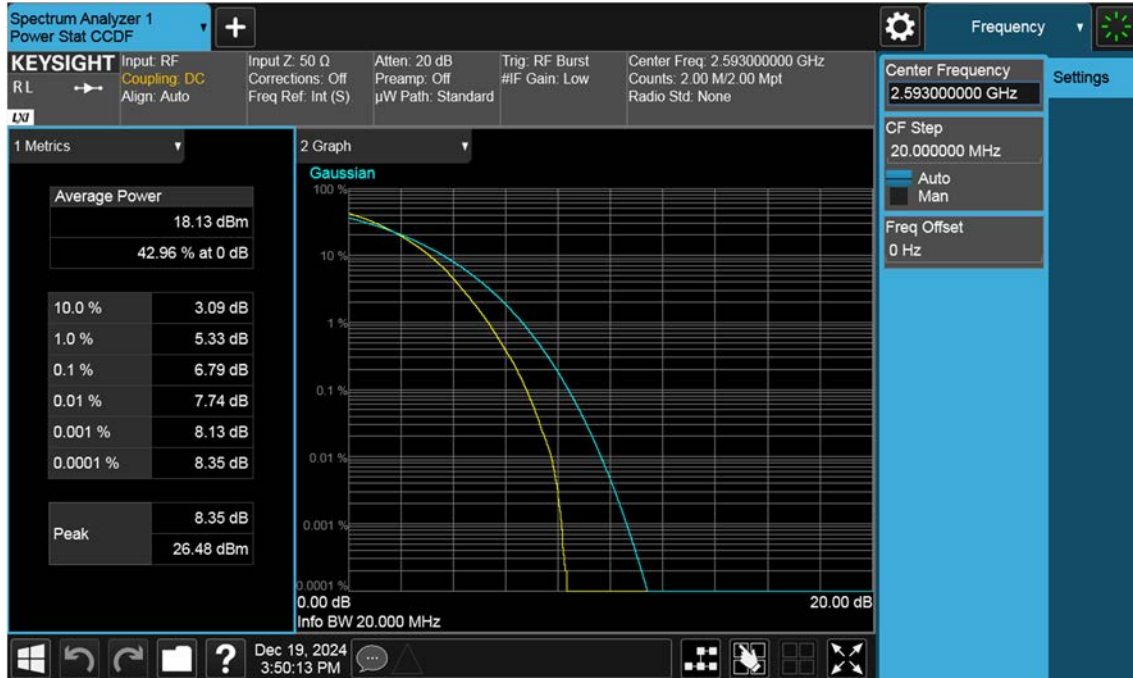 Spectrum Analyzer 1
Power Stat CCDF
+
Frequency
KEYSIGHT
R L
LXI
Input: RF
Coupling: DC
Align: Auto
Input Z: 50 Ω
Corrections: Off
Freq Ref: Int (S)
Atten: 20 dB
Preamp: Off
µW Path: Standard
Trig: RF Burst
#IF Gain: Low
Center Freq: 2.593000000 GHz
Counts: 2.00 M/2.00 Mpt
Radio Std: None
Center Frequency
2.593000000 GHz
Settings
CF Step
20.000000 MHz
Auto
Man
Freq Offset
0 Hz
1 Metrics
Average Power
18.13 dBm
42.96 % at 0 dB
10.0 % 3.09 dB
1.0 % 5.33 dB
0.1 % 6.79 dB
0.01 % 7.74 dB
0.001 % 8.13 dB
0.0001 % 8.35 dB
Peak
8.35 dB
26.48 dBm
2 Graph
Gaussian
100 %
10 %
1 %
0.1 %
0.01 %
0.001 %
0.0001 %
0.00 dB 20.00 dB
Info BW 20.000 MHz
?
Dec 19, 2024
3:50:13 PM